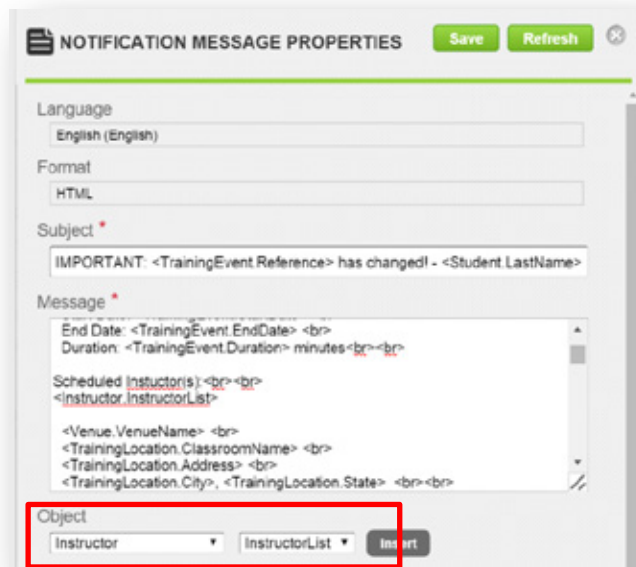 NOTIFICATION MESSAGE PROPERTIES Save Refresh
Language
English (English)
Format
HTML
Subject *
IMPORTANT: <TrainingEvent.Reference> has changed! - <Student.LastName>
Message *
End Date: <TrainingEvent.EndDate> <br>
Duration: <TrainingEvent.Duration> minutes<br><br>
Scheduled Instuctor(s):<br><br>
<Instructor.InstructorList>
<Venue.VenueName> <br>
<TrainingLocation.ClassroomName> <br>
<TrainingLocation.Address> <br>
<TrainingLocation.City>, <TrainingLocation.State> <br><br>
Object
Instructor InstructorList Insert